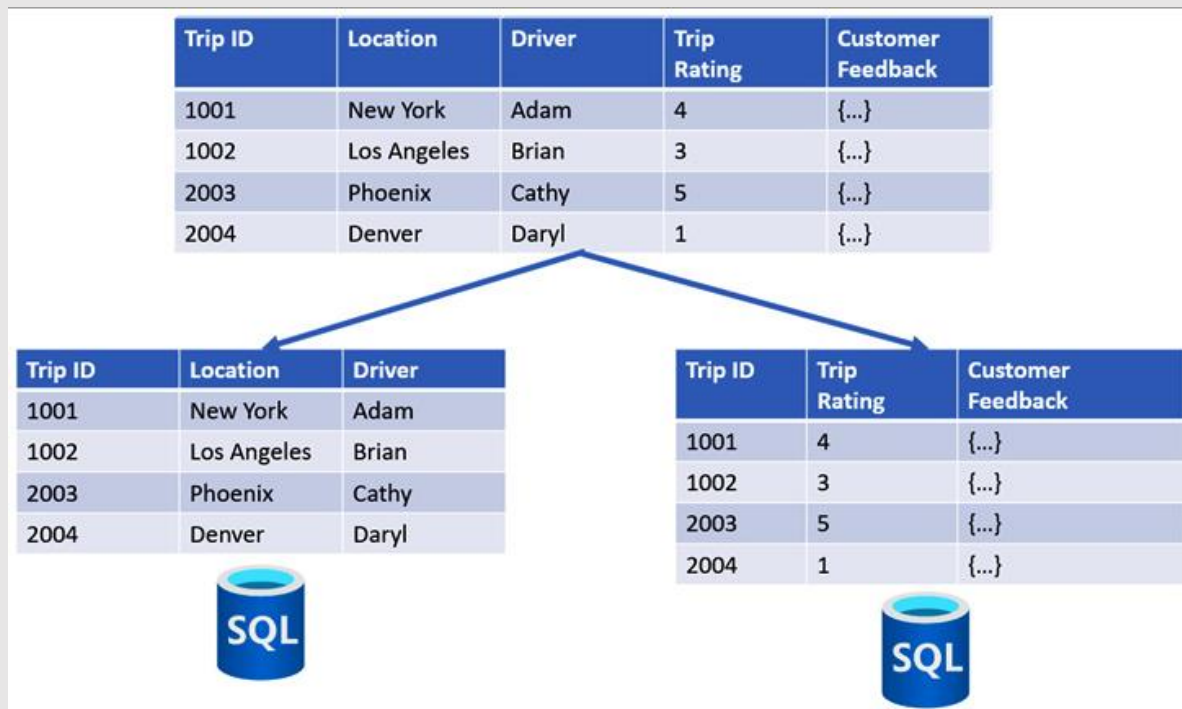 Trip ID Location Driver Trip Rating Customer Feedback
1001 New York Adam 4 {...}
1002 Los Angeles Brian 3 {...}
2003 Phoenix Cathy 5 {...}
2004 Denver Daryl 1 {...}
Trip ID Location Driver
1001 New York Adam
1002 Los Angeles Brian
2003 Phoenix Cathy
2004 Denver Daryl
SQL
Trip ID Trip Rating Customer Feedback
1001 4 {...}
1002 3 {...}
2003 5 {...}
2004 1 {...}
SQL